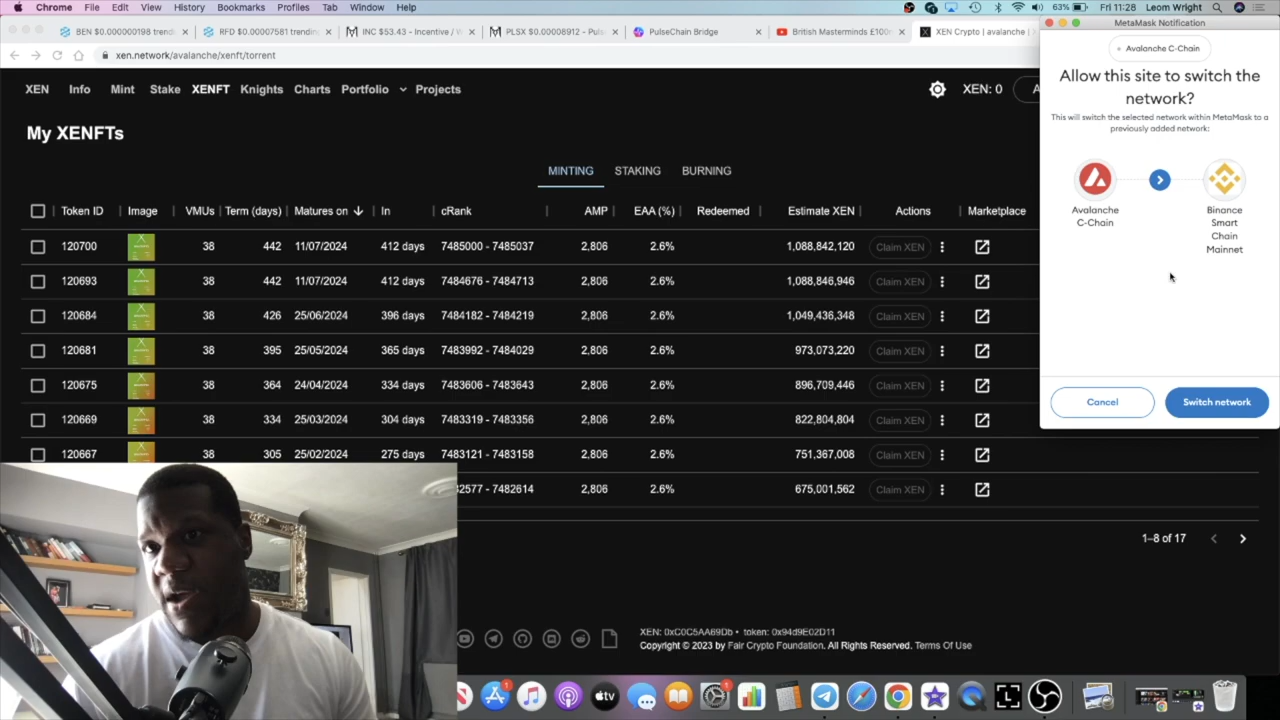 Chrome File Edit View History Bookmarks Profiles Tab Window Help
63% Fri 11:28 Leom Wright
BEN $0.000000198 trendi
RFD $0.00007581 trendin
INC $53.43 - Incentive / W
PLSX $0.00008912 - Puls
PulseChain Bridge
British Masterminds £100m
XEN Crypto | avalanche |
xen.network/avalanche/xenft/torrent
XEN Info Mint Stake XENFT Knights Charts Portfolio Projects
XEN: 0 A
My XENFTs
MINTING STAKING BURNING
Token ID Image VMUs Term (days) Matures on In cRank AMP EAA (%) Redeemed Estimate XEN Actions Marketplace
120700 38 442 11/07/2024 412 days 7485000 - 7485037 2,806 2.6% 1,088,842,120 Claim XEN
120693 38 442 11/07/2024 412 days 7484676 - 7484713 2,806 2.6% 1,088,846,946 Claim XEN
120684 38 426 25/06/2024 396 days 7484182 - 7484219 2,806 2.6% 1,049,436,348 Claim XEN
120681 38 395 25/05/2024 365 days 7483992 - 7484029 2,806 2.6% 973,073,220 Claim XEN
120675 38 364 24/04/2024 334 days 7483606 - 7483643 2,806 2.6% 896,709,446 Claim XEN
120669 38 334 25/03/2024 304 days 7483319 - 7483356 2,806 2.6% 822,804,804 Claim XEN
120667 38 305 25/02/2024 275 days 7483121 - 7483158 2,806 2.6% 751,367,008 Claim XEN
82577 - 7482614 2,806 2.6% 675,001,562 Claim XEN
1–8 of 17
XEN: 0xC0C5AA69Db • token: 0x94d9E02D11
Copyright © 2023 by Fair Crypto Foundation. All Rights Reserved. Terms Of Use
MetaMask Notification
Avalanche C-Chain
Allow this site to switch the
network?
This will switch the selected network within MetaMask to a
previously added network:
Avalanche
C-Chain
Binance
Smart
Chain
Mainnet
Cancel Switch network
tv